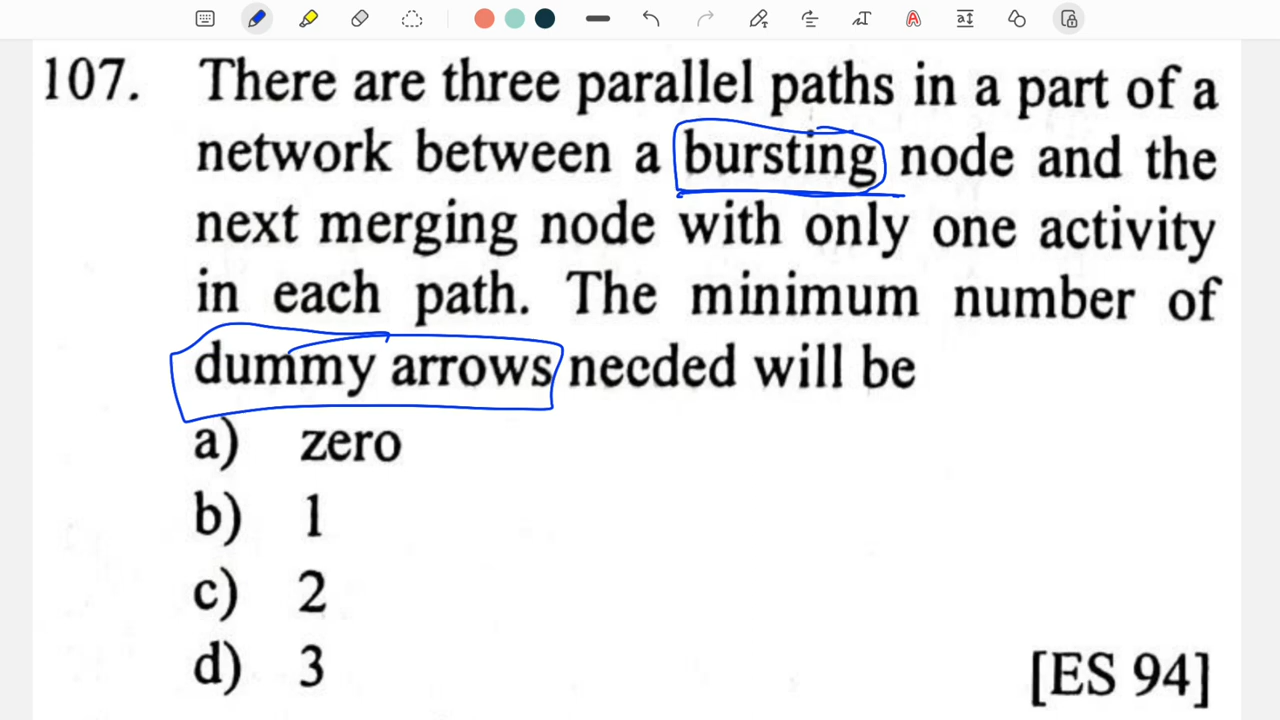 107. There are three parallel paths in a part of a
network between a bursting node and the
next merging node with only one activity
in each path. The minimum number of
dummy arrows necded will be
a) zero
b) 1
c) 2
d) 3
[ES 94]